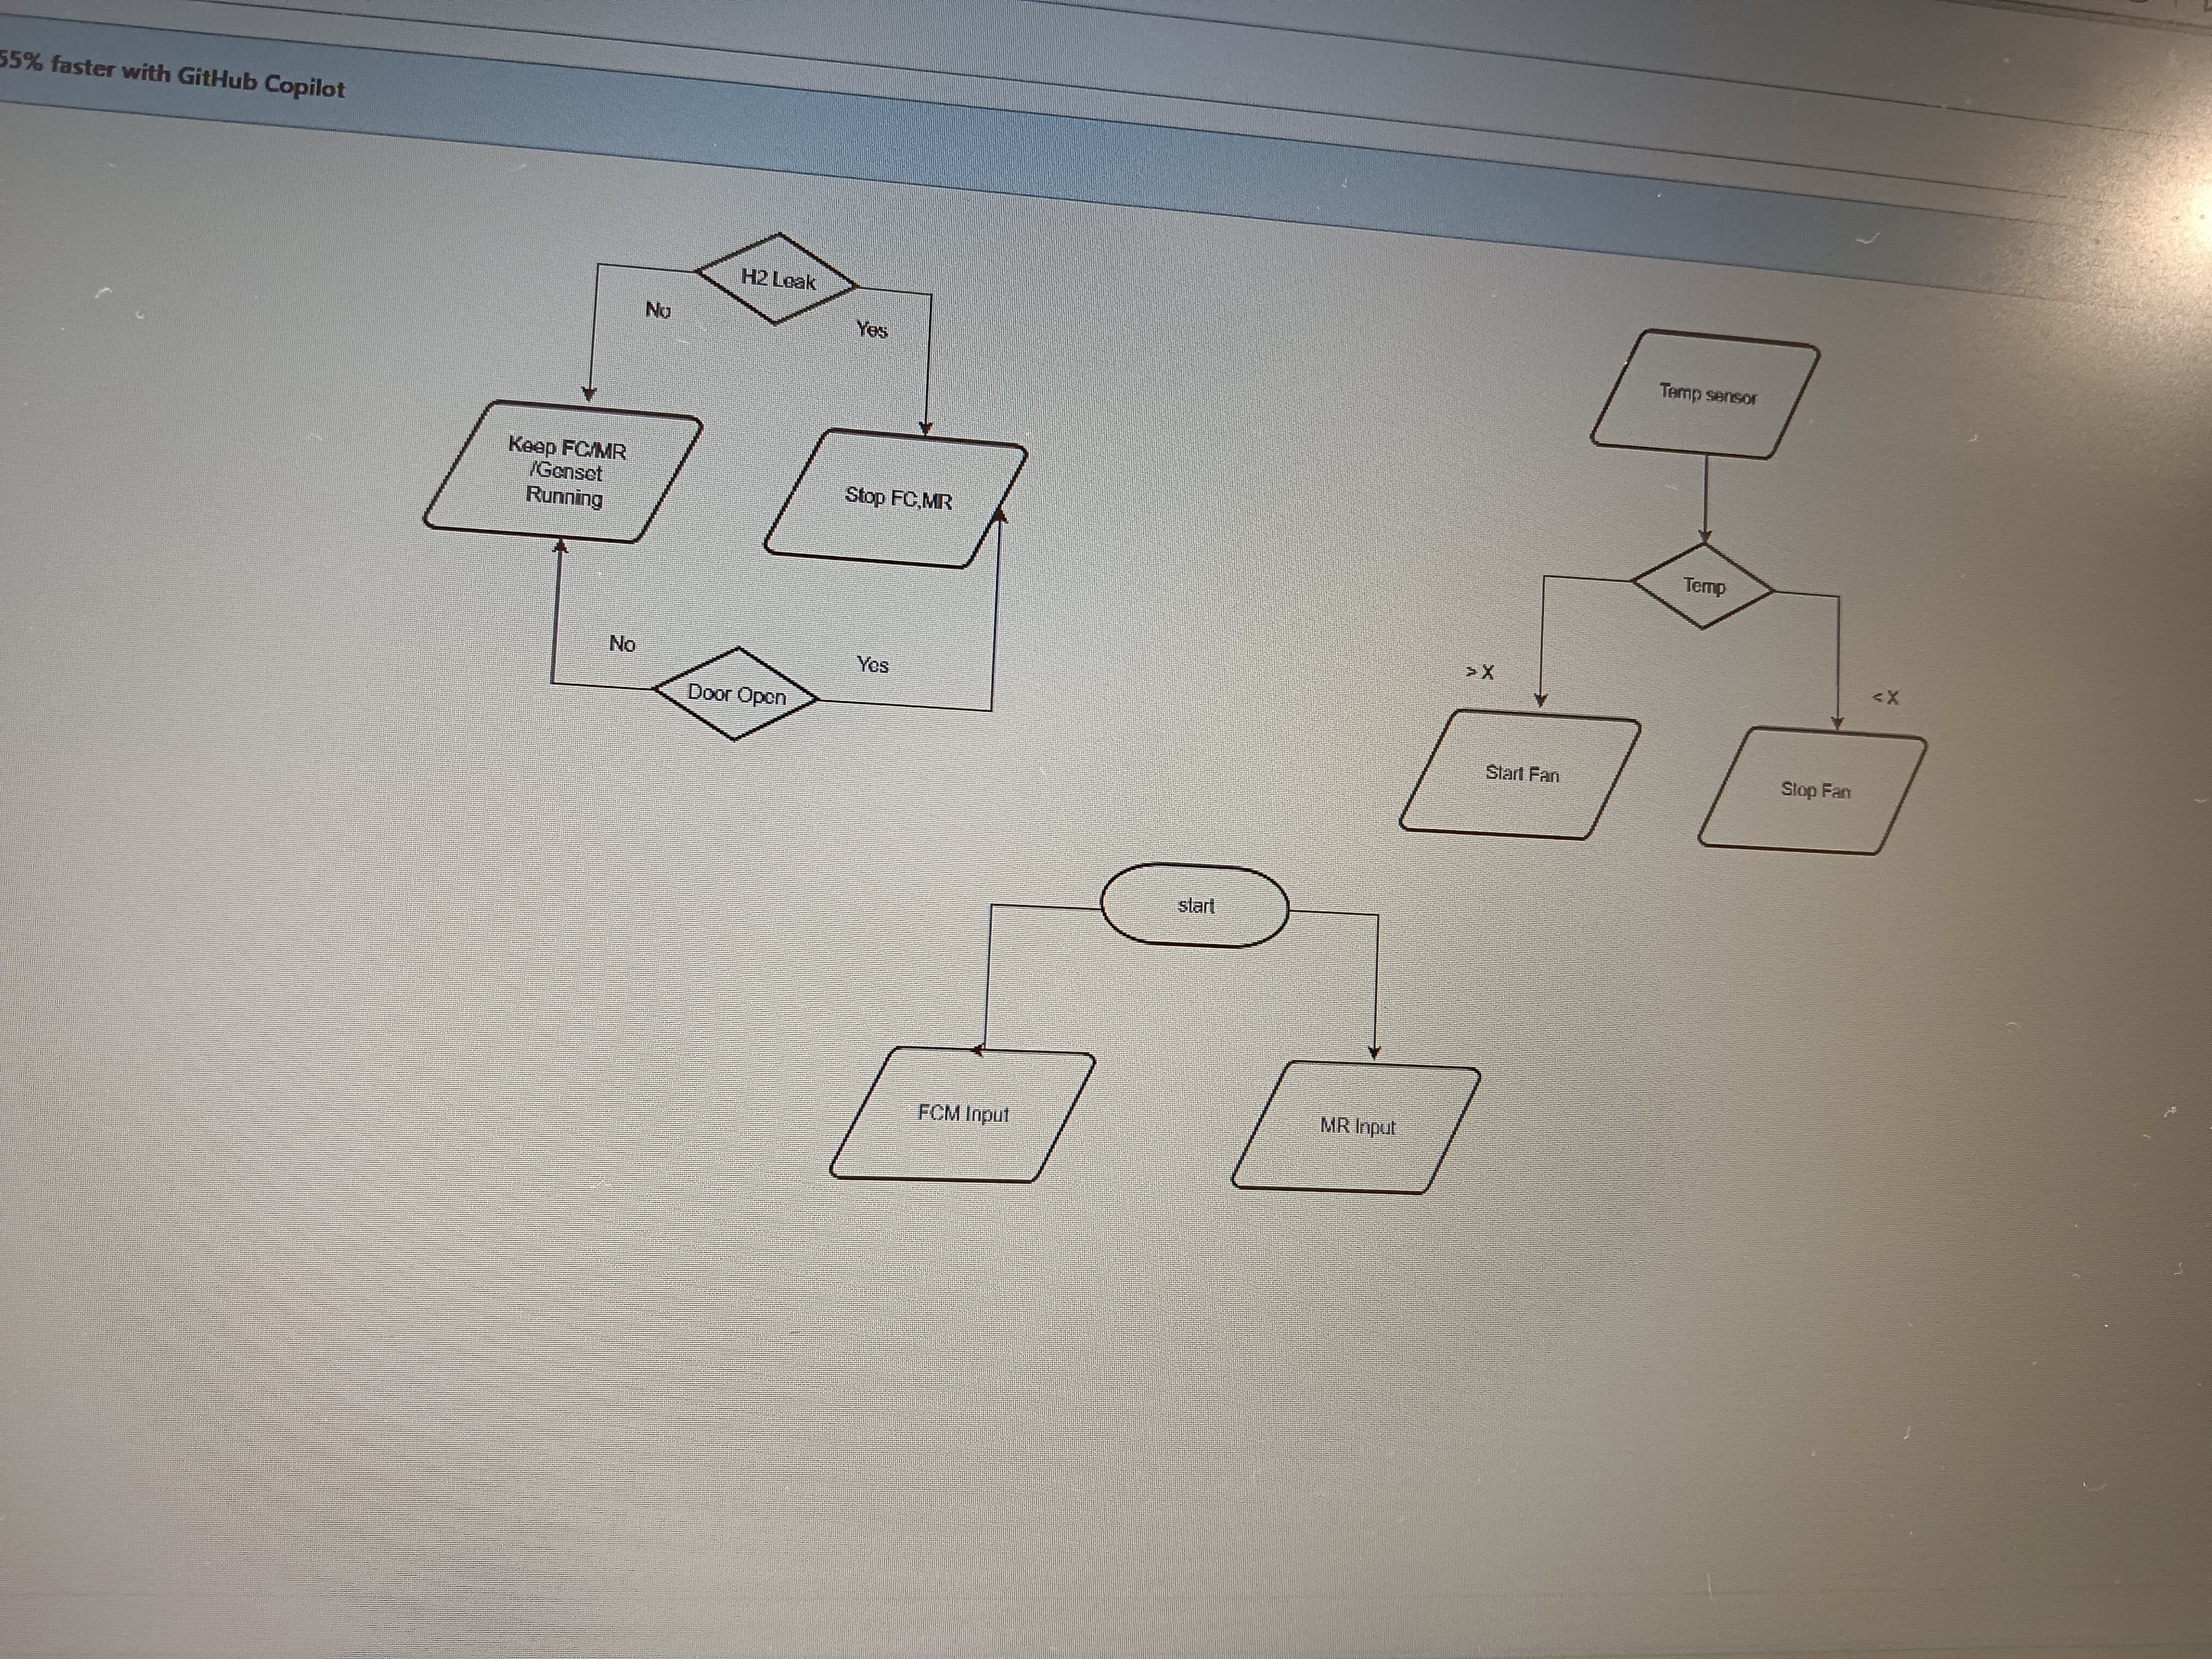 55% faster with GitHub Copilot
H2 Leak
No
Yes
Keep FC/MR
/Genset
Running
Stop FC,MR
No
Yes
Door Open
Temp sensor
Temp
> X
< X
Start Fan
Stop Fan
start
FCM Input
MR Input